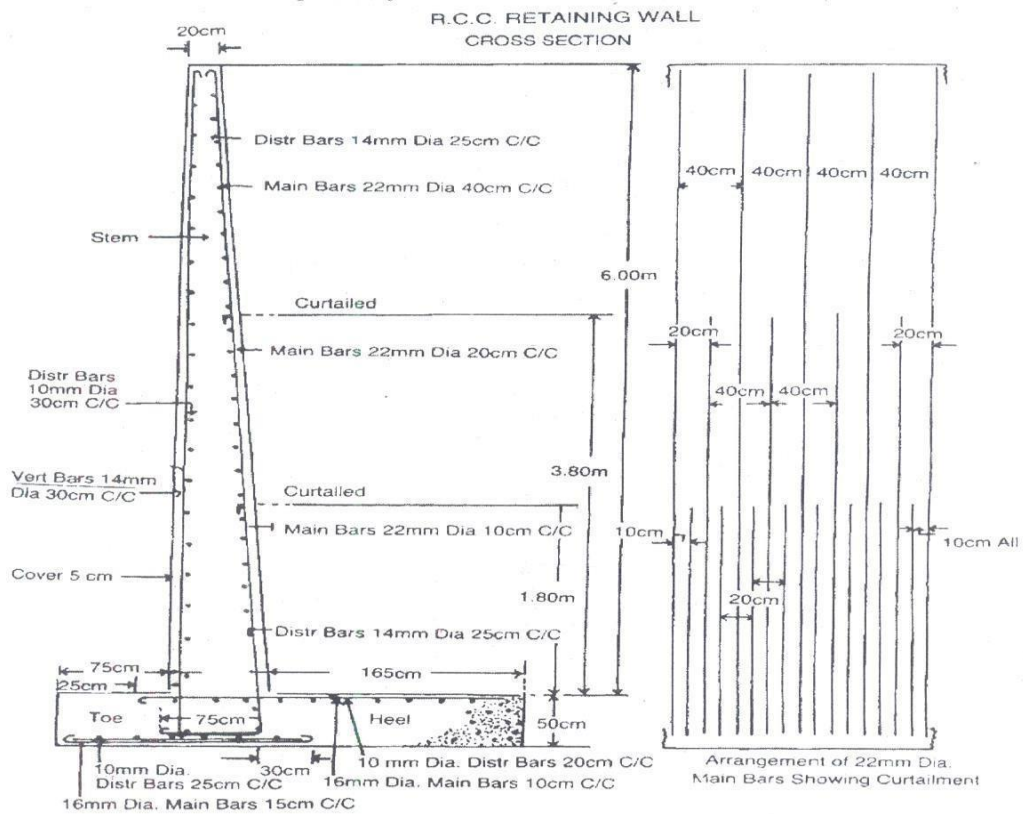 R.C.C. RETAINING WALL
CROSS SECTION
20cm
Distr Bars 14mm Dia 25cm C/C
Main Bars 22mm Dia 40cm C/C
Stem
6.00m
Curtailed
Main Bars 22mm Dia 20cm C/C
Distr Bars
10mm Dia
30cm C/C
3.80m
Vert Bars 14mm
Dia 30cm C/C
Curtailed
Main Bars 22mm Dia 10cm C/C
Cover 5 cm
1.80m
Distr Bars 14mm Dia 25cm C/C
75cm
165cm
25cm
Toe
75cm
Heel
50cm
30cm
10mm Dia.
Distr Bars 25cm C/C
16mm Dia. Main Bars 15cm C/C
10 mm Dia. Distr Bars 20cm C/C
16mm Dia. Main Bars 10cm C/C
40cm 40cm 40cm 40cm
20cm 20cm
40cm 40cm
10cm
10cm All
20cm
Arrangement of 22mm Dia.
Main Bars Showing Curtailment